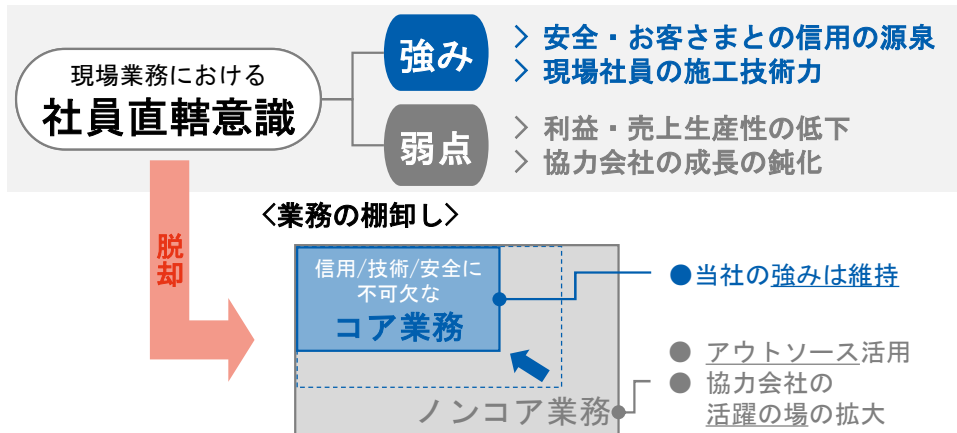 現場業務における
社員直轄意識
強み
> 安全・お客さまとの信用の源泉
> 現場社員の施工技術力
弱点
> 利益・売上生産性の低下
> 協力会社の成長の鈍化
脱却
<業務の棚卸し>
信用/技術/安全に
不可欠な
コア業務
●当社の強みは維持
● アウトソース活用
● 協力会社の
活躍の場の拡大
ノンコア業務